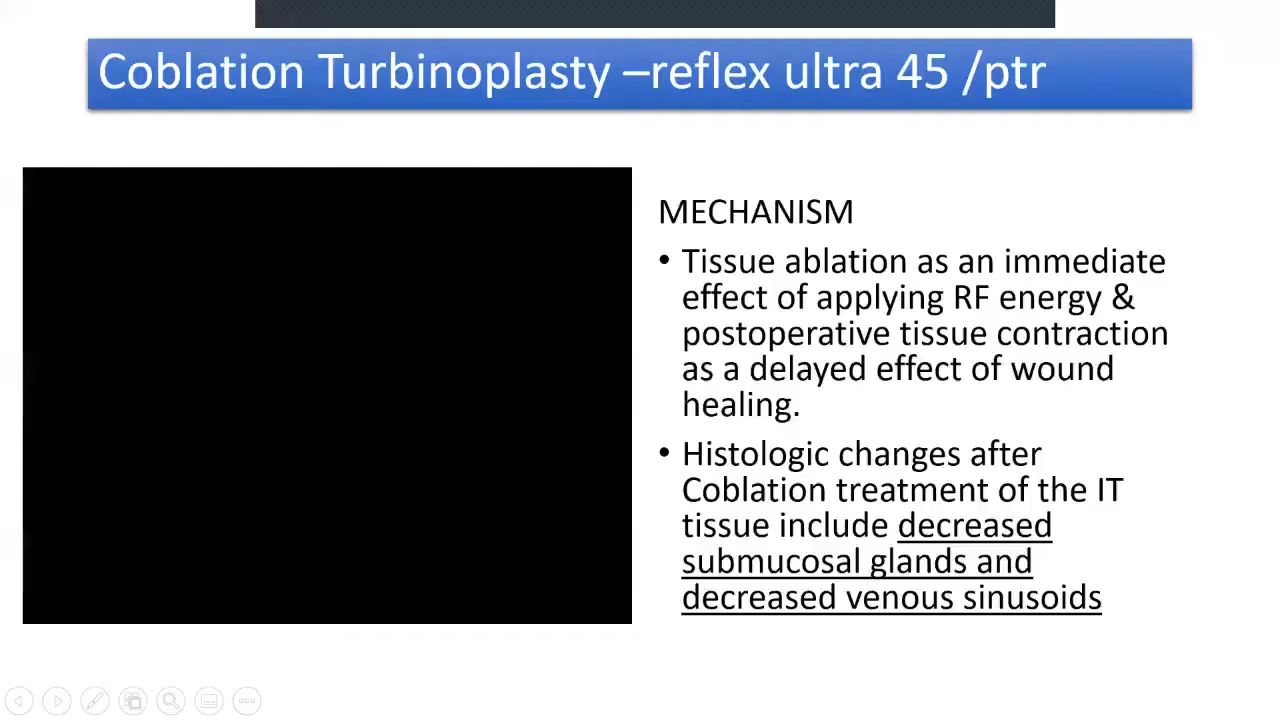 Coblation Turbinoplasty –reflex ultra 45 /ptr
MECHANISM
• Tissue ablation as an immediate
effect of applying RF energy &
postoperative tissue contraction
as a delayed effect of wound
healing.
• Histologic changes after
Coblation treatment of the IT
tissue include decreased
submucosal glands and
decreased venous sinusoids